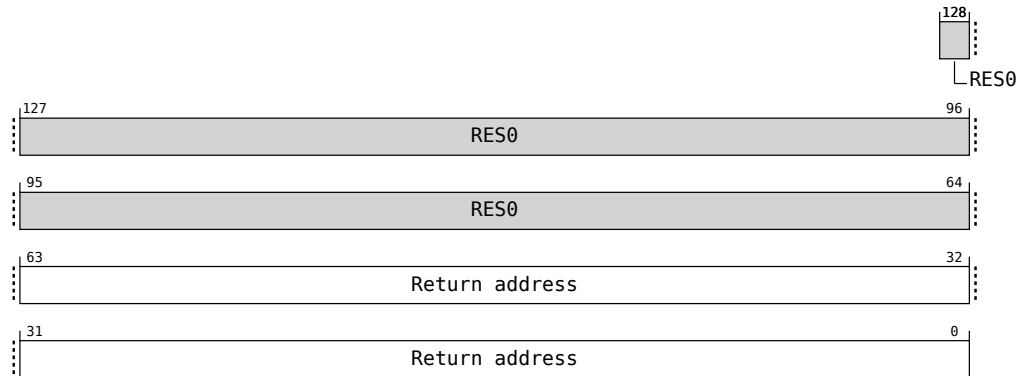 128
RES0
127 96
RES0
95 64
RES0
63 32
Return address
31 0
Return address